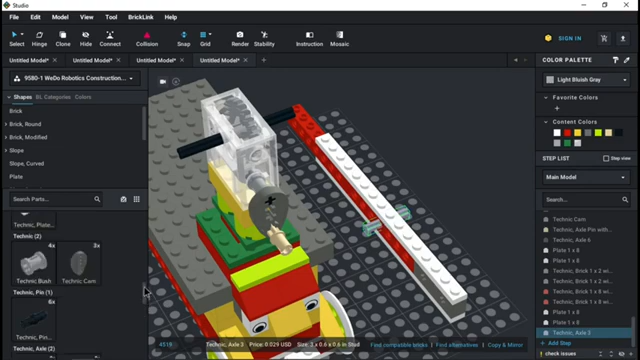 Studio
File Edit Model View Tool BrickLink Help
Select Clone Hinge Hide Connect Collision Snap Grid Render Stability Instruction Mosaic SIGN IN
Untitled Model* Untitled Model* Untitled Model* Untitled Model*
9580-1 WeDo Robotics Construction...
Shapes BL Categories Colors
Brick
Brick, Round
Brick, Modified
Slope
Slope, Curved
Plate
Search Parts...
Technic, Plate...
Technic (2)
4x
3x
Technic Bush
Technic Cam
Technic, Pin (1)
6x
Technic, Pin...
Technic (2)
4519 Technic, Axle 3 Price: 0.029 USD Size: 3 x 0.6 x 0.6 in Stud Find compatible bricks Find alternatives Copy & Mirror
COLOR PALETTE
Light Bluish Gray
Favorite Colors
+
Content Colors
STEP LIST
Step view
Main Model
Search...
Technic Cam
Technic, Axle Pin with...
Technic, Axle 6
Plate 1 x 8
Plate 1 x 8
Technic, Brick 1 x 2 wi...
Technic, Brick 1 x 2 wi...
Technic, Brick 1 x 8 wi...
Technic, Brick 1 x 8 wi...
Plate 1 x 8
Plate 1 x 8
Technic, Axle 3
+ Add Step
check issues